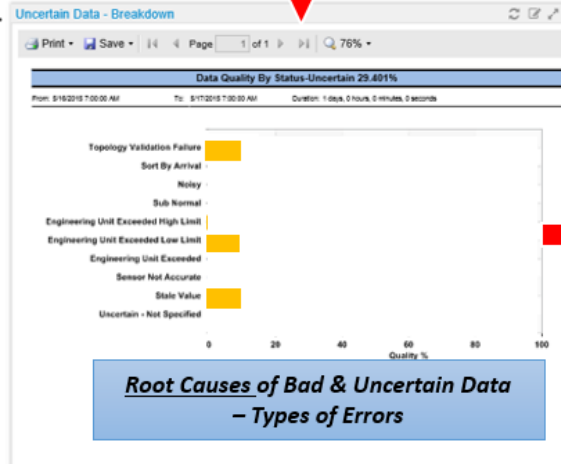 Uncertain Data - Breakdown
Print Save Page 1 of 1 76%
Data Quality By Status-Uncertain 29.401%
From: 5/16/2015 7:00:00 AM To: 5/17/2015 7:00:00 AM Duration: 1 days, 0 hours, 0 minutes, 0 seconds
Topology Validation Failure
Sort By Arrival
Noisy
Sub Normal
Engineering Unit Exceeded High Limit
Engineering Unit Exceeded Low Limit
Engineering Unit Exceeded
Sensor Not Accurate
Stale Value
Uncertain - Not Specified
0 20 40 60 80 100
Quality %
Root Causes of Bad & Uncertain Data
– Types of Errors